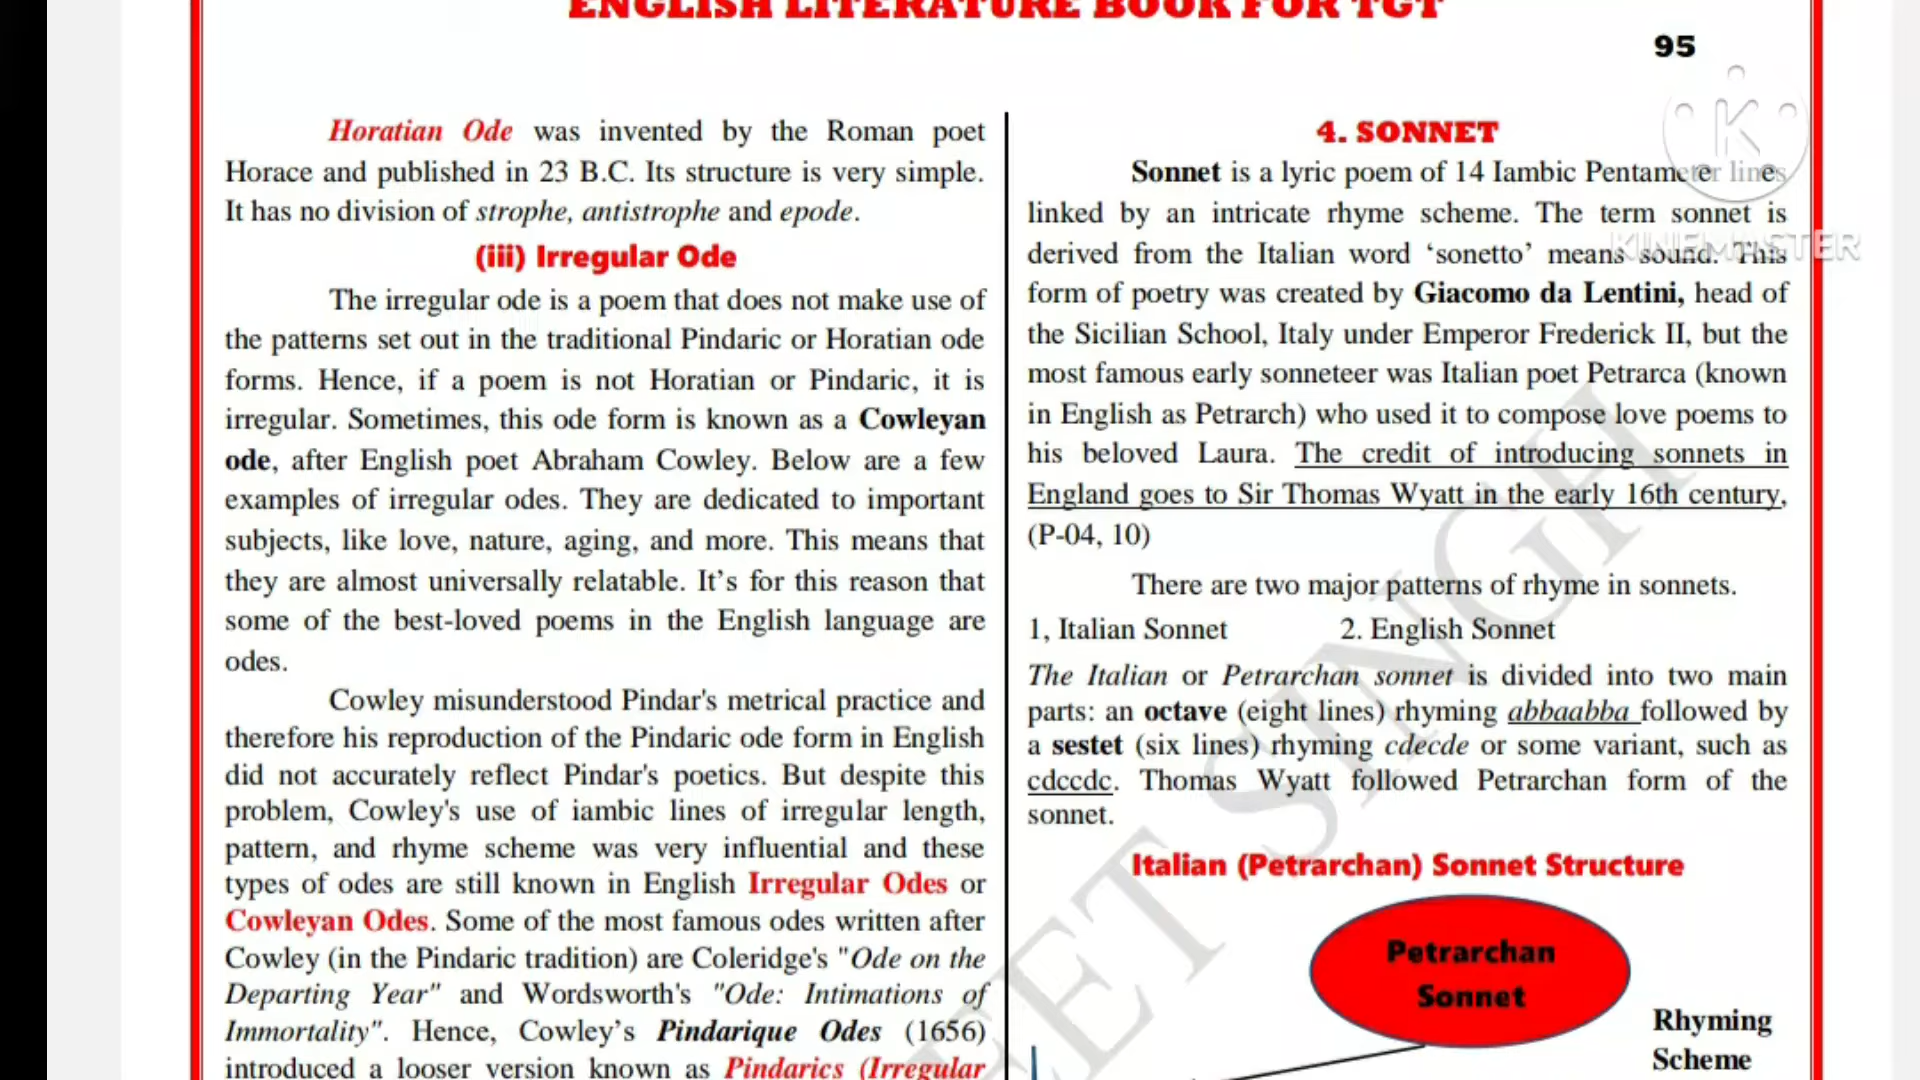 ENGLISH LITERATURE BOOK FOR TGT
95
Horatian Ode was invented by the Roman poet
Horace and published in 23 B.C. Its structure is very simple.
It has no division of strophe, antistrophe and epode.
(iii) Irregular Ode
The irregular ode is a poem that does not make use of
the patterns set out in the traditional Pindaric or Horatian ode
forms. Hence, if a poem is not Horatian or Pindaric, it is
irregular. Sometimes, this ode form is known as a Cowleyan
ode, after English poet Abraham Cowley. Below are a few
examples of irregular odes. They are dedicated to important
subjects, like love, nature, aging, and more. This means that
they are almost universally relatable. It’s for this reason that
some of the best-loved poems in the English language are
odes.
Cowley misunderstood Pindar's metrical practice and
therefore his reproduction of the Pindaric ode form in English
did not accurately reflect Pindar's poetics. But despite this
problem, Cowley's use of iambic lines of irregular length,
pattern, and rhyme scheme was very influential and these
types of odes are still known in English Irregular Odes or
Cowleyan Odes. Some of the most famous odes written after
Cowley (in the Pindaric tradition) are Coleridge's "Ode on the
Departing Year" and Wordsworth's "Ode: Intimations of
Immortality". Hence, Cowley’s Pindarique Odes (1656)
introduced a looser version known as Pindarics (Irregular
4. SONNET
Sonnet is a lyric poem of 14 Iambic Pentameter lines
linked by an intricate rhyme scheme. The term sonnet is
derived from the Italian word ‘sonetto’ means sound. This
form of poetry was created by Giacomo da Lentini, head of
the Sicilian School, Italy under Emperor Frederick II, but the
most famous early sonneteer was Italian poet Petrarca (known
in English as Petrarch) who used it to compose love poems to
his beloved Laura. The credit of introducing sonnets in
England goes to Sir Thomas Wyatt in the early 16th century,
(P-04, 10)
There are two major patterns of rhyme in sonnets.
1, Italian Sonnet 2. English Sonnet
The Italian or Petrarchan sonnet is divided into two main
parts: an octave (eight lines) rhyming abbaabba followed by
a sestet (six lines) rhyming cdecde or some variant, such as
cdccdc. Thomas Wyatt followed Petrarchan form of the
sonnet.
Italian (Petrarchan) Sonnet Structure
Petrarchan
Sonnet
Rhyming
Scheme
K
KINEMASTER
EET SINGH